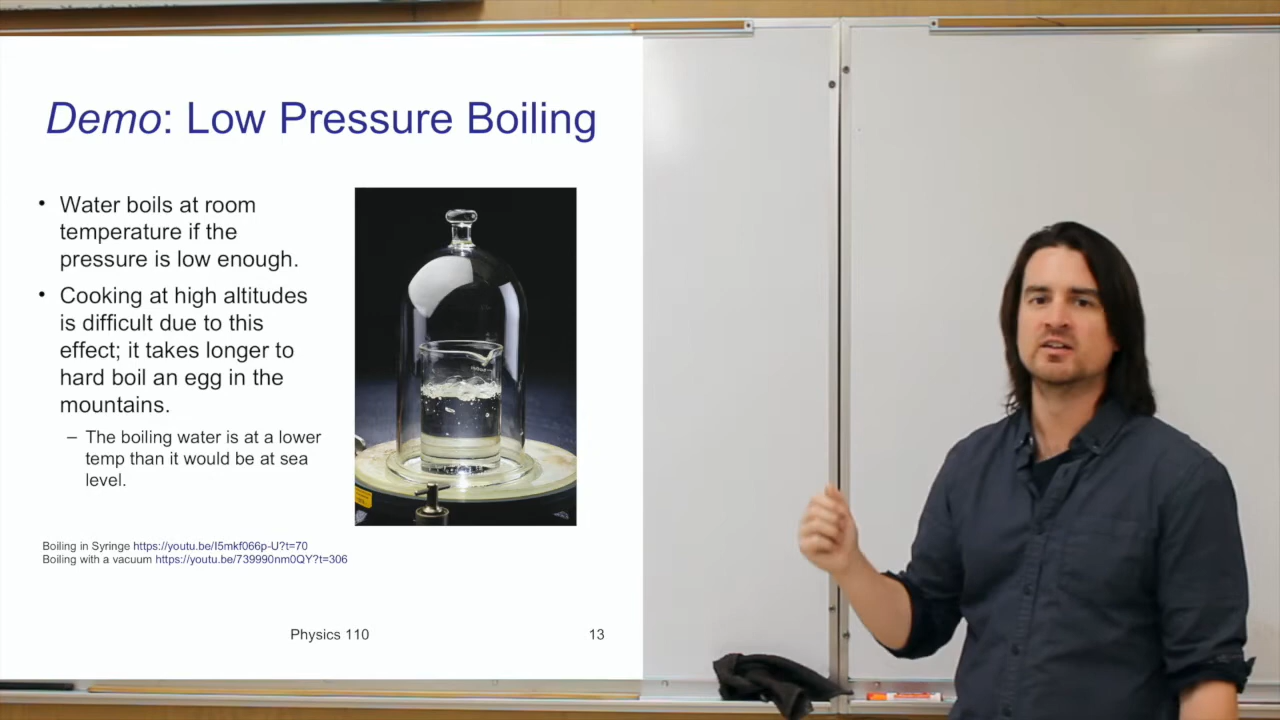 Demo: Low Pressure Boiling
• Water boils at room
temperature if the
pressure is low enough.
• Cooking at high altitudes
is difficult due to this
effect; it takes longer to
hard boil an egg in the
mountains.
– The boiling water is at a lower
temp than it would be at sea
level.
Boiling in Syringe https://youtu.be/I5mkf066p-U?t=70
Boiling with a vacuum https://youtu.be/739990nm0QY?t=306
Physics 110
13